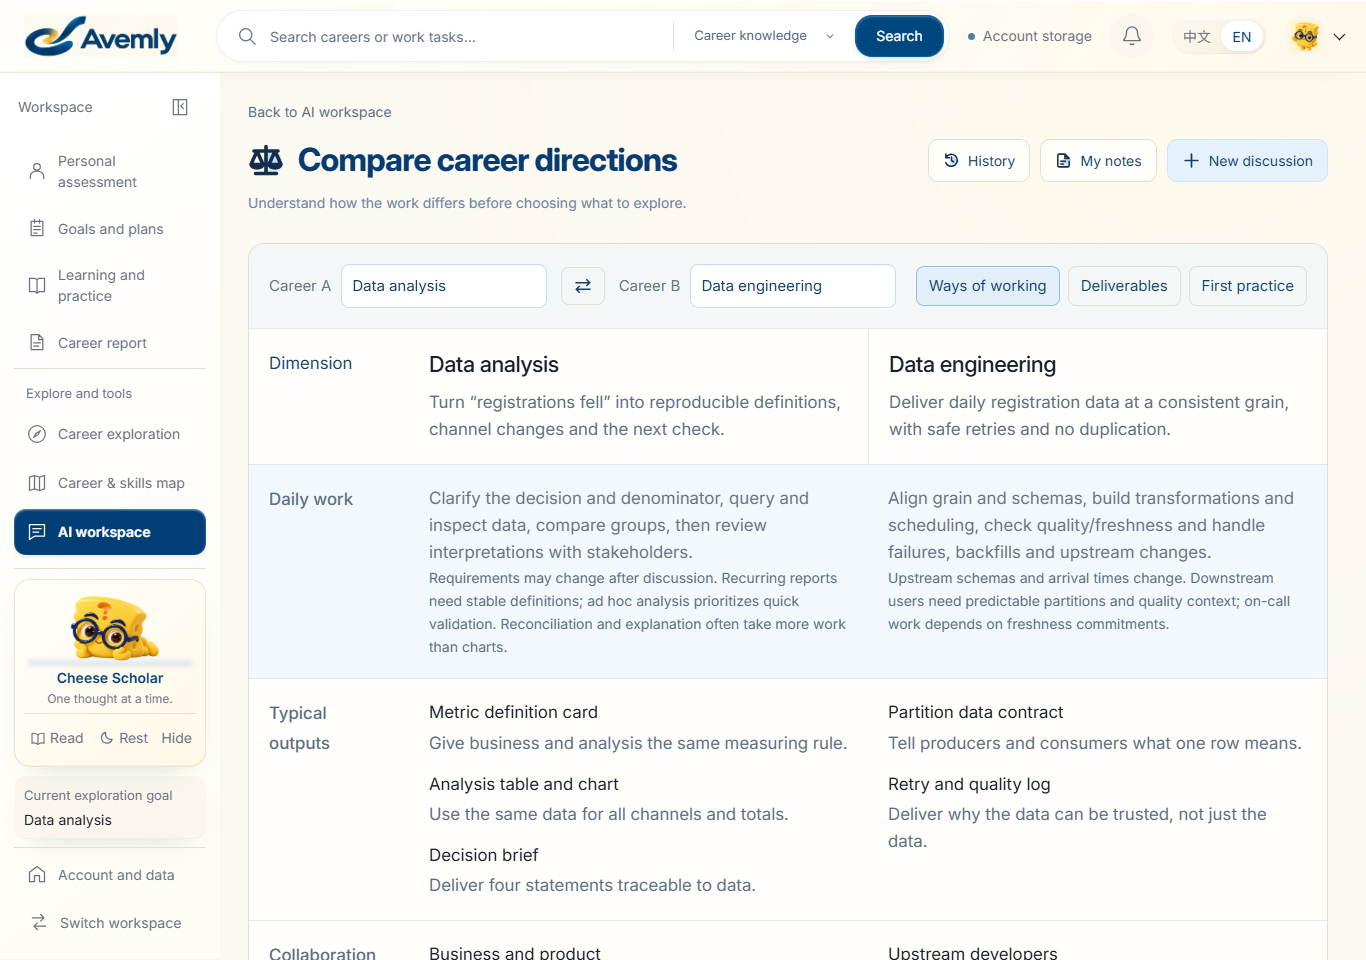 Avemly
Search careers or work tasks...
Career knowledge
Search
Account storage
中文
EN
Workspace
Personal
assessment
Goals and plans
Learning and
practice
Career report
Explore and tools
Career exploration
Career & skills map
AI workspace
Cheese Scholar
One thought at a time.
Read
Rest
Hide
Current exploration goal
Data analysis
Account and data
Switch workspace
Back to AI workspace
Compare career directions
History
My notes
New discussion
Understand how the work differs before choosing what to explore.
Career A
Data analysis
Career B
Data engineering
Ways of working
Deliverables
First practice
Dimension
Data analysis
Turn “registrations fell” into reproducible definitions,
channel changes and the next check.
Data engineering
Deliver daily registration data at a consistent grain,
with safe retries and no duplication.
Daily work
Clarify the decision and denominator, query and
inspect data, compare groups, then review
interpretations with stakeholders.
Requirements may change after discussion. Recurring reports
need stable definitions; ad hoc analysis prioritizes quick
validation. Reconciliation and explanation often take more work
than charts.
Align grain and schemas, build transformations and
scheduling, check quality/freshness and handle
failures, backfills and upstream changes.
Upstream schemas and arrival times change. Downstream
users need predictable partitions and quality context; on-call
work depends on freshness commitments.
Typical
outputs
Metric definition card
Give business and analysis the same measuring rule.
Analysis table and chart
Use the same data for all channels and totals.
Decision brief
Deliver four statements traceable to data.
Partition data contract
Tell producers and consumers what one row means.
Retry and quality log
Deliver why the data can be trusted, not just the
data.
Collaboration
Business and product
Upstream developers